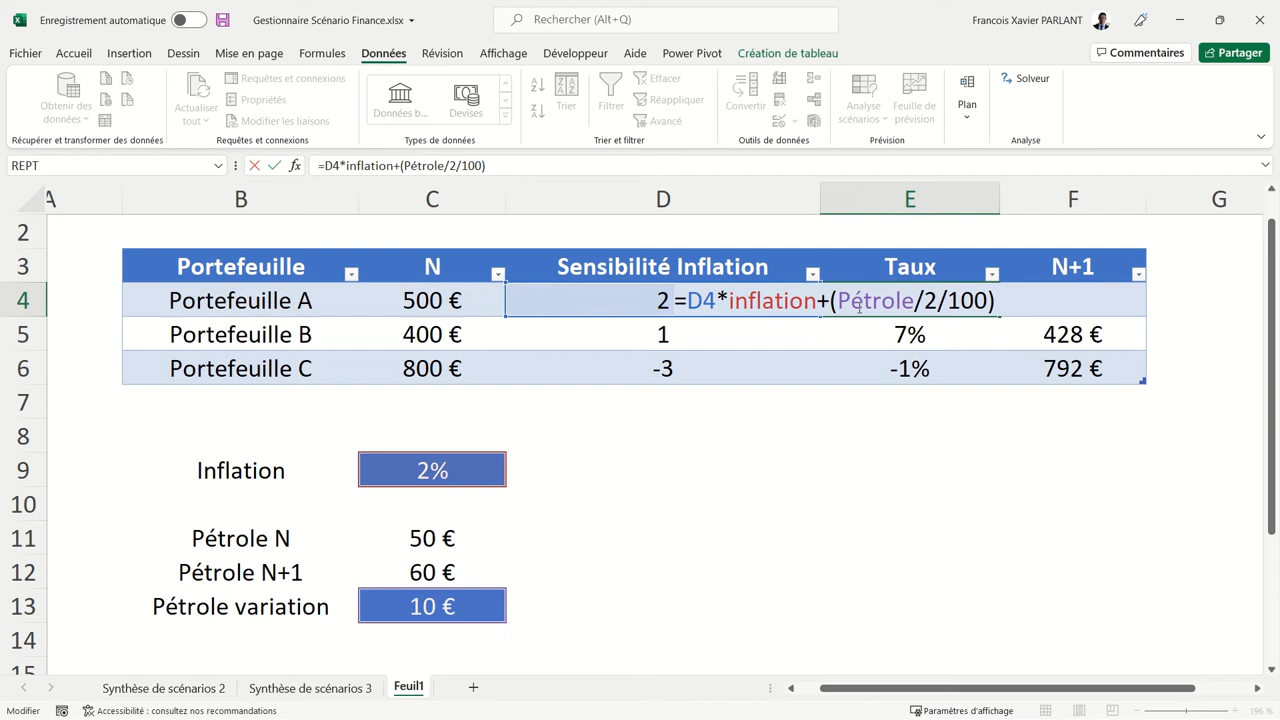 Enregistrement automatique
Gestionnaire Scénario Finance.xlsx
Rechercher (Alt+Q)
Francois Xavier PARLANT
Fichier Accueil Insertion Dessin Mise en page Formules Données Révision Affichage Développeur Aide Power Pivot Création de tableau
Commentaires Partager
Obtenir des données
Récupérer et transformer des données
Actualiser tout
Requêtes et connexions
Propriétés
Modifier les liaisons
Requêtes et connexions
Données b...
Devises
Types de données
Trier
Filtrer
Effacer
Réappliquer
Avancé
Trier et filtrer
Convertir
Outils de données
Analyse scénarios
Feuille de prévision
Prévision
Plan
Solveur
Analyse
REPT
fx
=D4*inflation+(Pétrole/2/100)
A B C D E F G
2
3 Portefeuille N Sensibilité Inflation Taux N+1
4 Portefeuille A 500 € 2 =D4*inflation+(Pétrole/2/100)
5 Portefeuille B 400 € 1 7% 428 €
6 Portefeuille C 800 € -3 -1% 792 €
7
8
9 Inflation 2%
10
11 Pétrole N 50 €
12 Pétrole N+1 60 €
13 Pétrole variation 10 €
14
15
Synthèse de scénarios 2 Synthèse de scénarios 3 Feuil1
Modifier
Accessibilité : consultez nos recommandations
Paramètres d'affichage
196 %